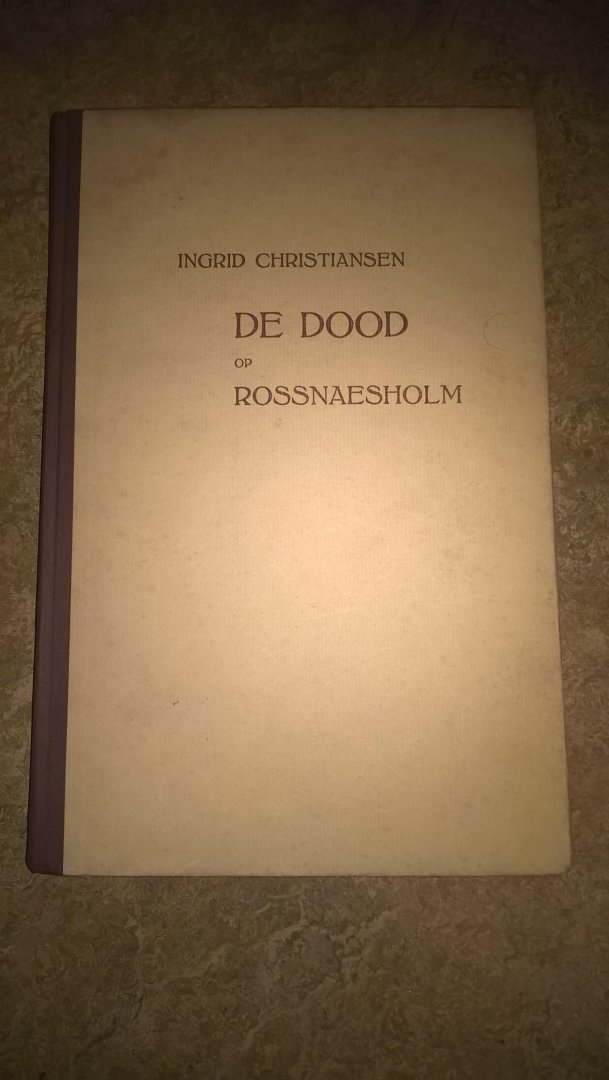 INGRID CHRISTIANSEN
DE DOOD
OP
ROSSNAESHOLM